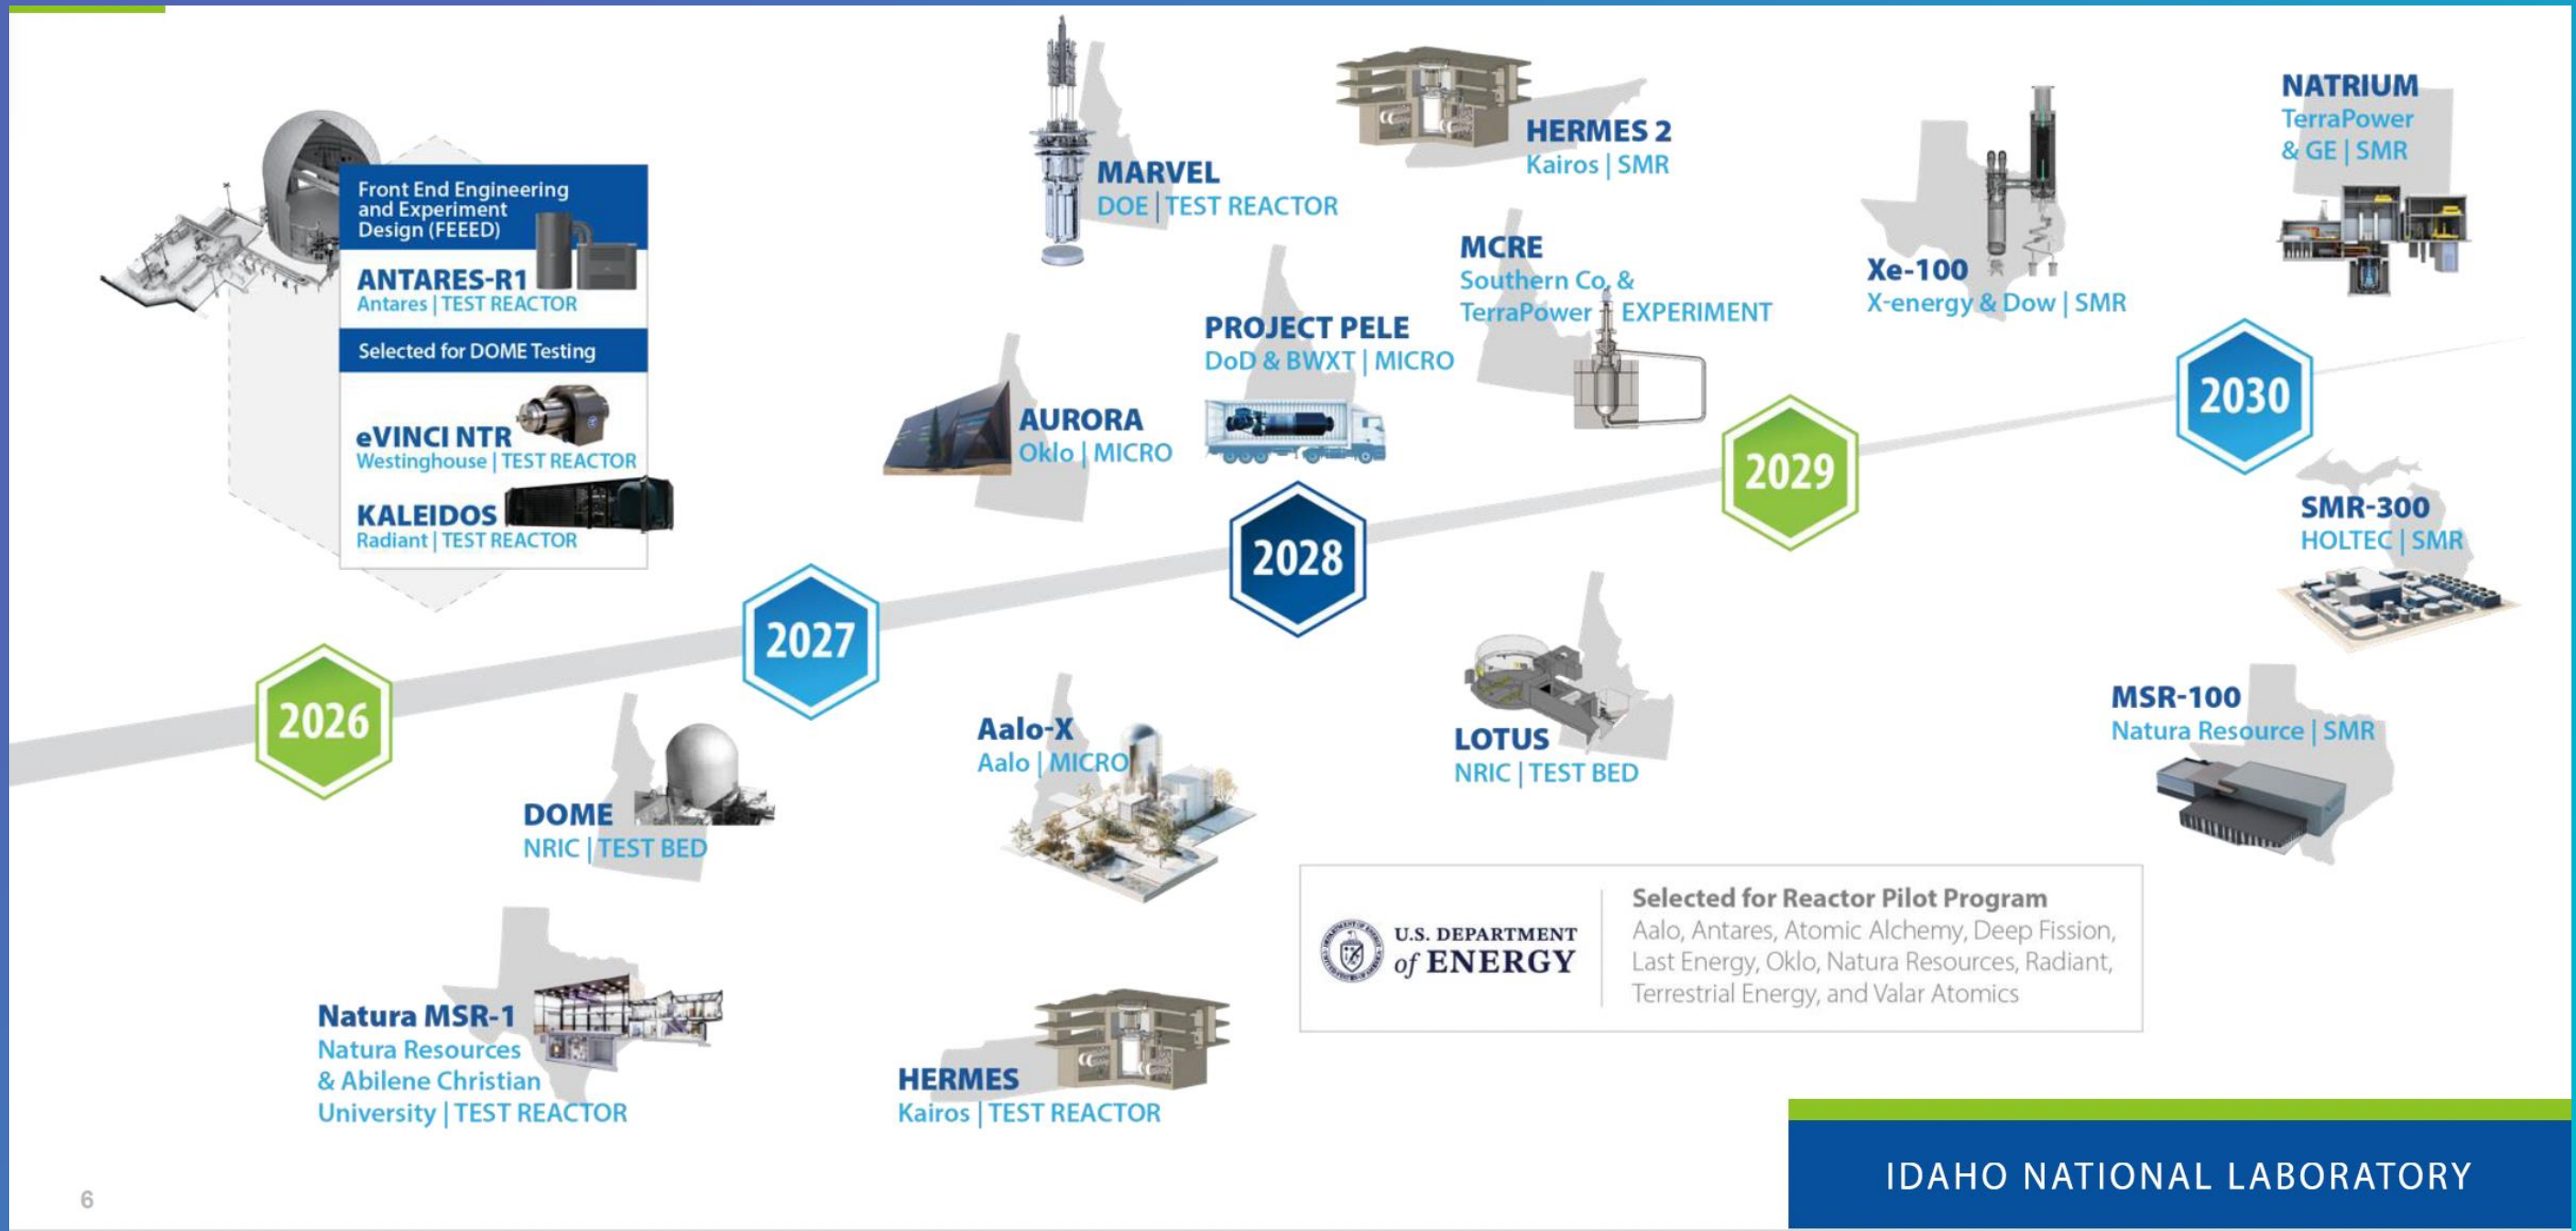 Front End Engineering
and Experiment
Design (FEEED)
ANTARES-R1
Antares | TEST REACTOR
Selected for DOME Testing
eVINCI NTR
Westinghouse | TEST REACTOR
KALEIDOS
Radiant | TEST REACTOR
MARVEL
DOE | TEST REACTOR
HERMES 2
Kairos | SMR
MCRE
Southern Co. &
TerraPower | EXPERIMENT
PROJECT PELE
DoD & BWXT | MICRO
AURORA
Oklo | MICRO
Xe-100
X-energy & Dow | SMR
NATRIUM
TerraPower
& GE | SMR
2026
2027
2028
2029
2030
SMR-300
HOLTEC | SMR
MSR-100
Natura Resource | SMR
LOTUS
NRIC | TEST BED
Aalo-X
Aalo | MICRO
DOME
NRIC | TEST BED
Natura MSR-1
Natura Resources
& Abilene Christian
University | TEST REACTOR
HERMES
Kairos | TEST REACTOR
U.S. DEPARTMENT
of ENERGY
Selected for Reactor Pilot Program
Aalo, Antares, Atomic Alchemy, Deep Fission,
Last Energy, Oklo, Natura Resources, Radiant,
Terrestrial Energy, and Valar Atomics
IDAHO NATIONAL LABORATORY
6